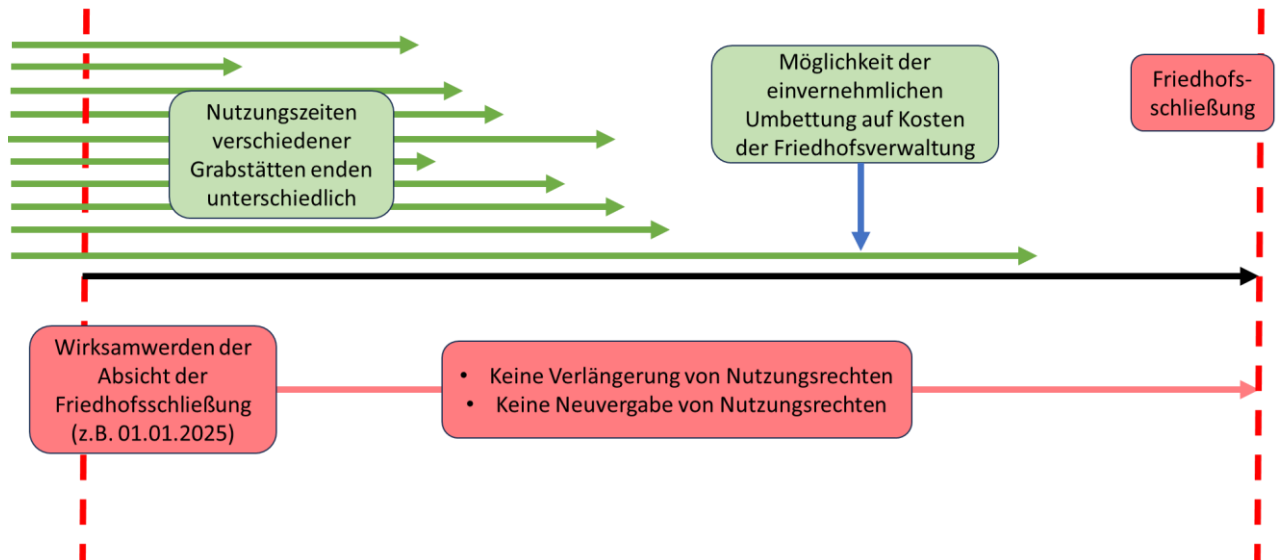 Nutzungszeiten
verschiedener
Grabstätten enden
unterschiedlich
Möglichkeit der
einvernehmlichen
Umbettung auf Kosten
der Friedhofsverwaltung
Friedhofs-
schließung
Wirksamwerden der
Absicht der
Friedhofsschließung
(z.B. 01.01.2025)
• Keine Verlängerung von Nutzungsrechten
• Keine Neuvergabe von Nutzungsrechten